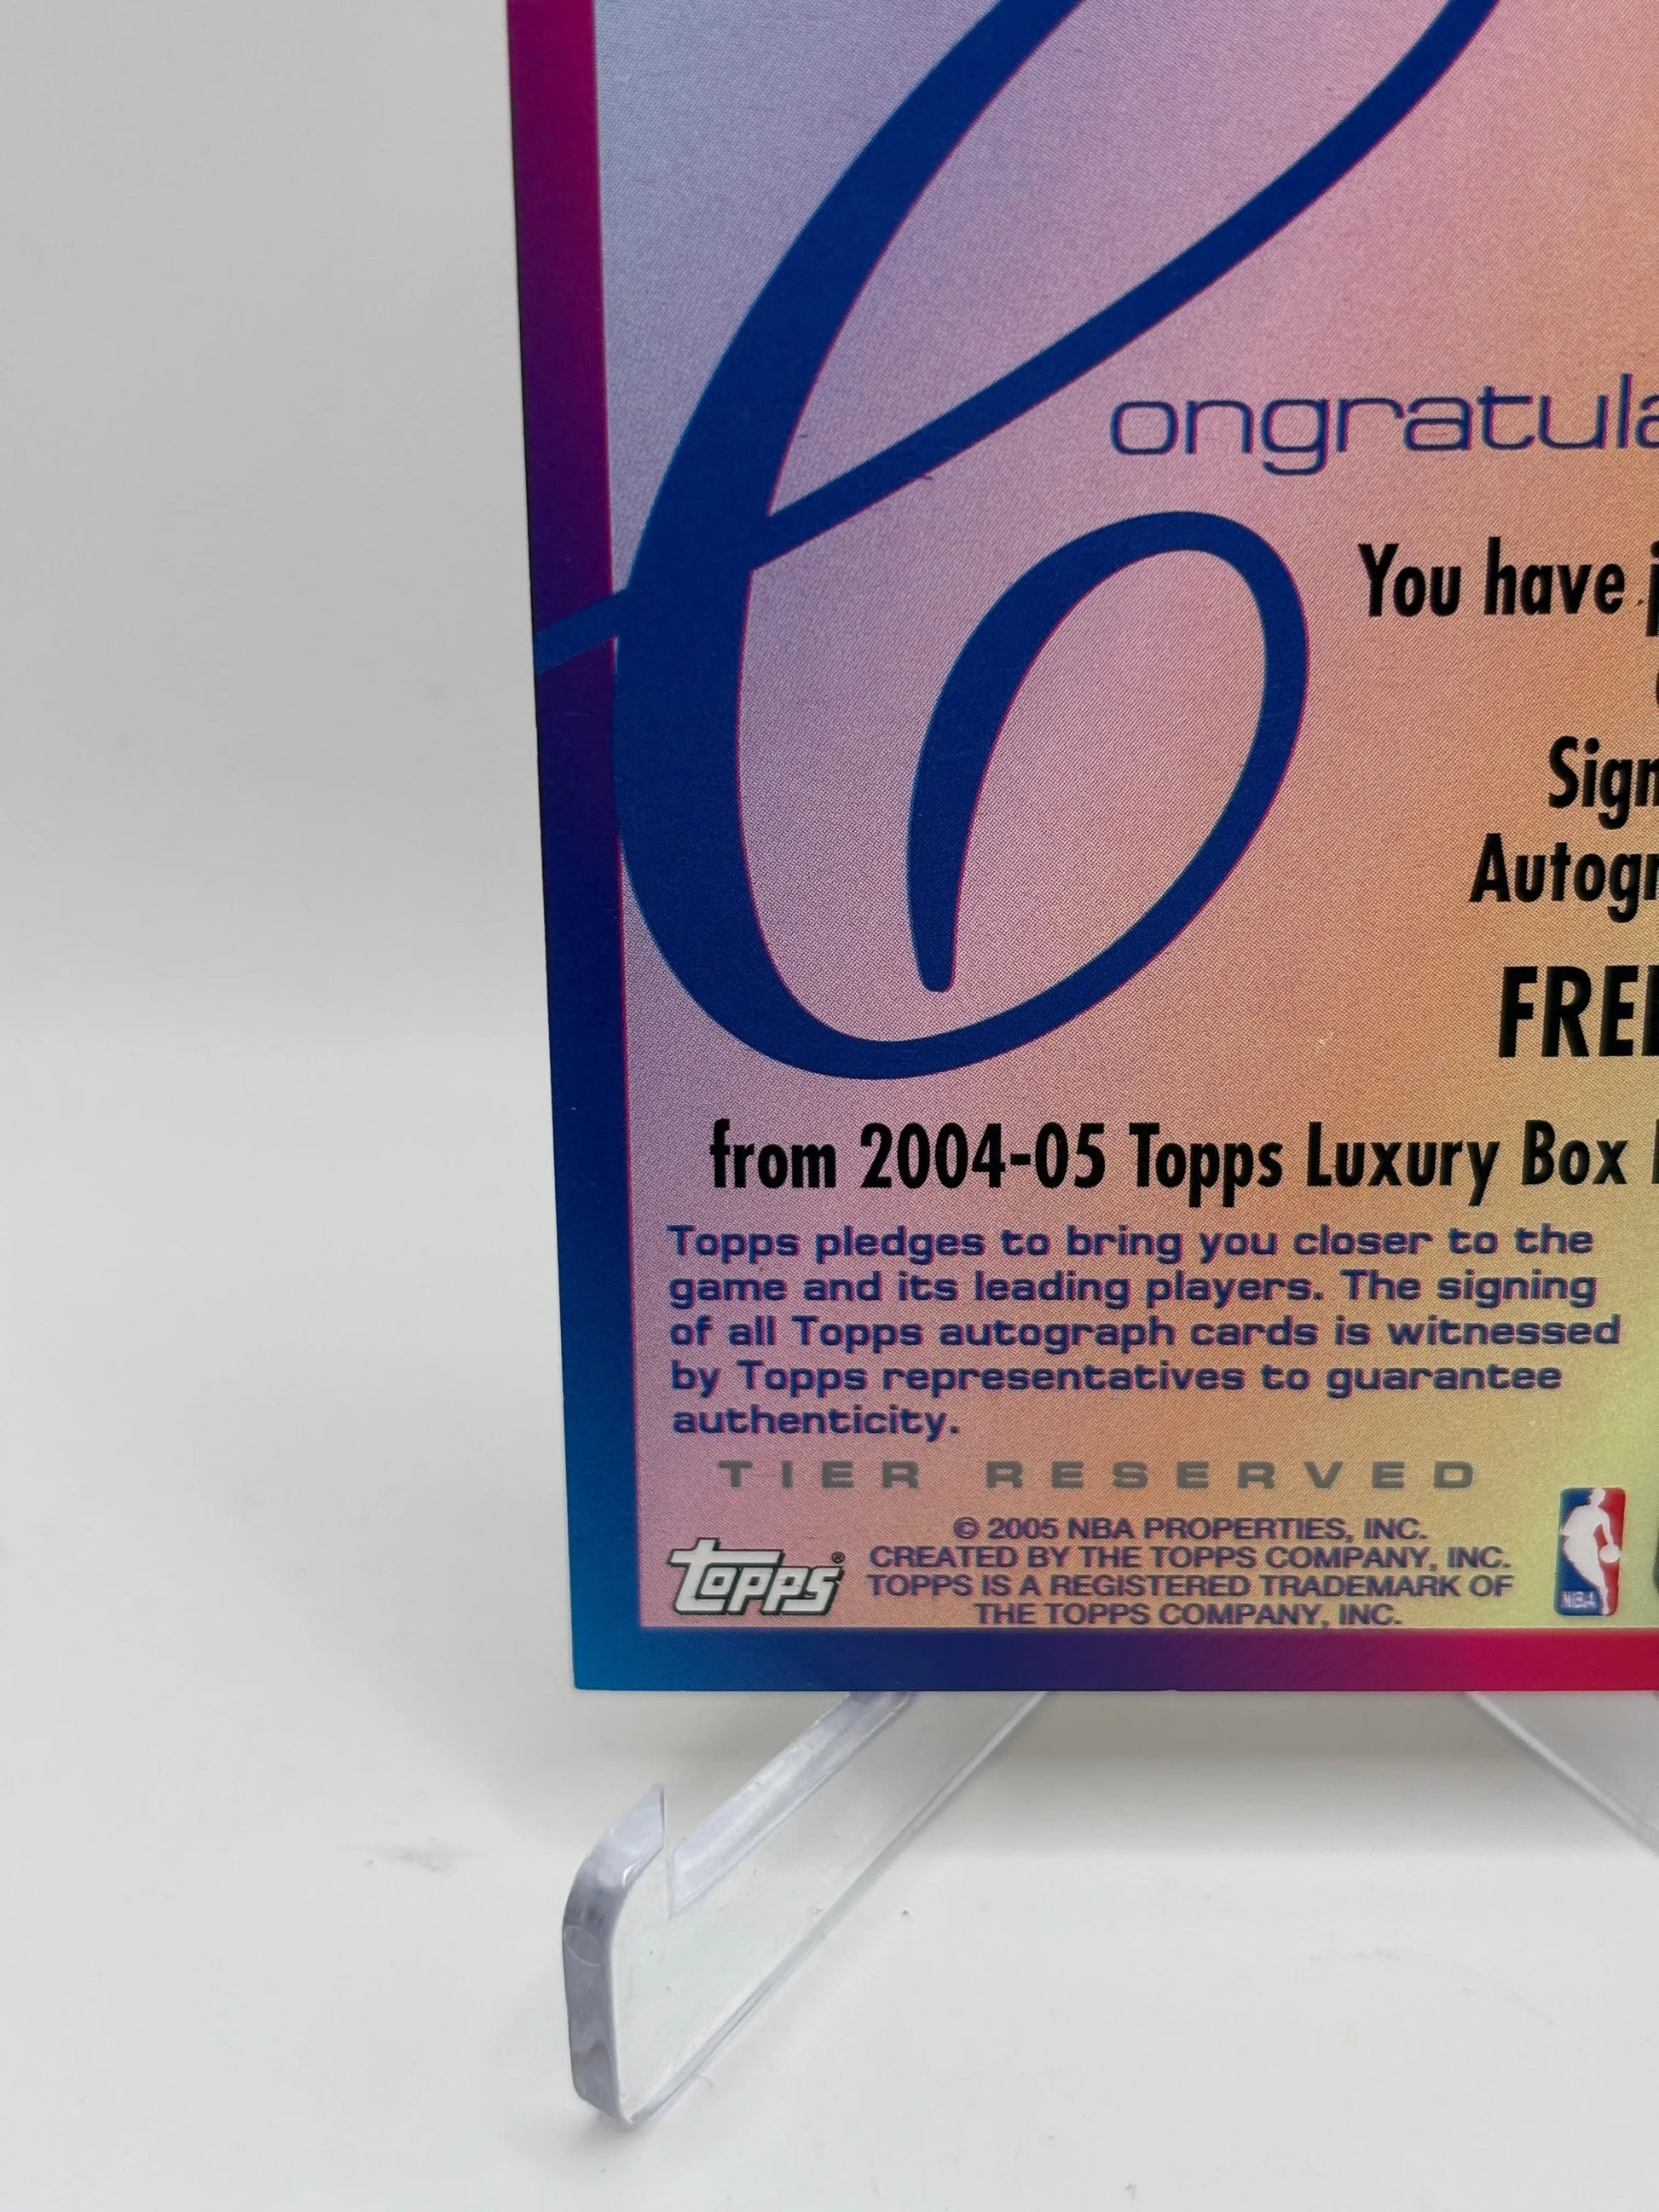 Congratula
You have
Sign
Autogr
FREE
from 2004-05 Topps Luxury Box
Topps pledges to bring you closer to the
game and its leading players. The signing
of all Topps autograph cards is witnessed
by Topps representatives to guarantee
authenticity.
TIER RESERVED
© 2005 NBA PROPERTIES, INC.
CREATED BY THE TOPPS COMPANY, INC.
TOPPS IS A REGISTERED TRADEMARK OF
THE TOPPS COMPANY, INC.
Topps®
NBA